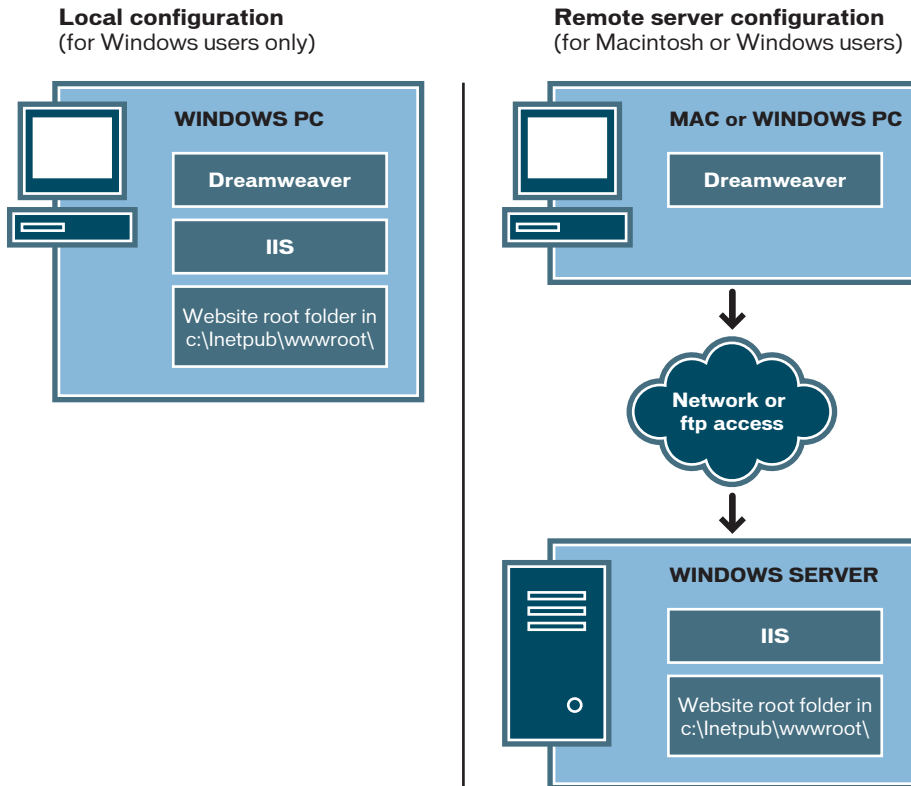 Local configuration
(for Windows users only)
WINDOWS PC
Dreamweaver
IIS
Website root folder in
c:\Inetpub\wwwroot\
Remote server configuration
(for Macintosh or Windows users)
MAC or WINDOWS PC
Dreamweaver
Network or
ftp access
WINDOWS SERVER
IIS
Website root folder in
c:\Inetpub\wwwroot\